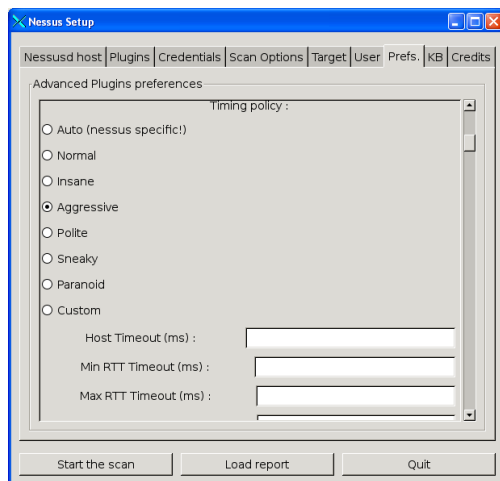 Nessus Setup
Nessusd host Plugins Credentials Scan Options Target User Prefs. KB Credits
Advanced Plugins preferences
Timing policy :
Auto (nessus specific!)
Normal
Insane
Aggressive
Polite
Sneaky
Paranoid
Custom
Host Timeout (ms) :
Min RTT Timeout (ms) :
Max RTT Timeout (ms) :
Start the scan Load report Quit